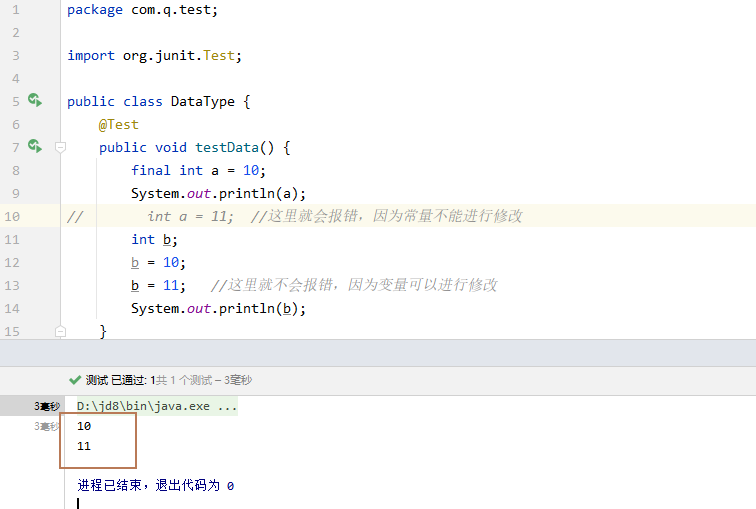 1 package com.q.test;
2
3 import org.junit.Test;
4
5 public class DataType {
6 @Test
7 public void testData() {
8 final int a = 10;
9 System.out.println(a);
10 // int a = 11; //这里就会报错，因为常量不能进行修改
11 int b;
12 b = 10;
13 b = 11; //这里就不会报错，因为变量可以进行修改
14 System.out.println(b);
15 }
测试 已通过: 1共 1 个测试 – 3毫秒
3毫秒 D:\jd8\bin\java.exe ...
3毫秒 10
11
进程已结束，退出代码为 0